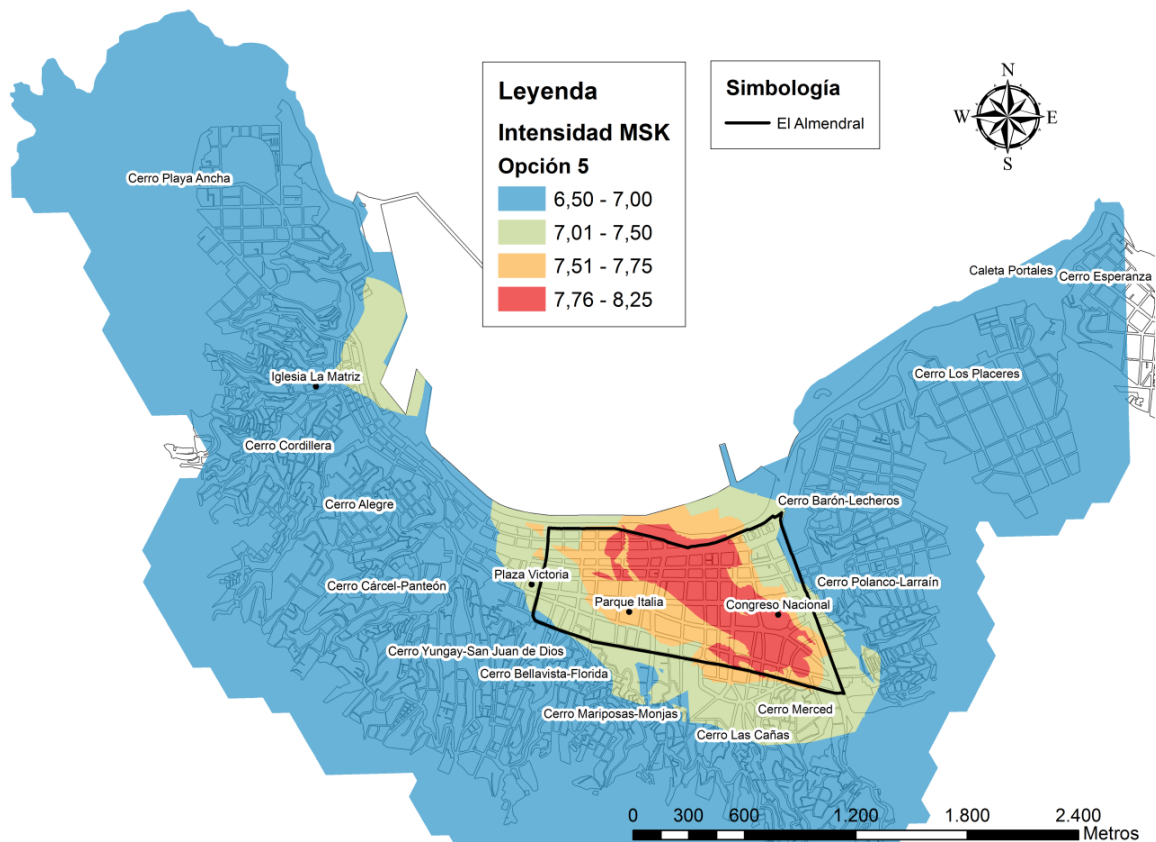 Leyenda
Intensidad MSK
Opción 5
6,50 - 7,00
7,01 - 7,50
7,51 - 7,75
7,76 - 8,25
Simbología
El Almendral
N
W E
S
Cerro Playa Ancha
Caleta Portales
Cerro Esperanza
Iglesia La Matriz
Cerro Los Placeres
Cerro Cordillera
Cerro Alegre
Cerro Barón-Lecheros
Plaza Victoria
Cerro Cárcel-Panteón
Cerro Polanco-Larraín
Parque Italia
Congreso Nacional
Cerro Yungay-San Juan de Dios
Cerro Bellavista-Florida
Cerro Mariposas-Monjas
Cerro Merced
Cerro Las Cañas
0 300 600 1.200 1.800 2.400
Metros